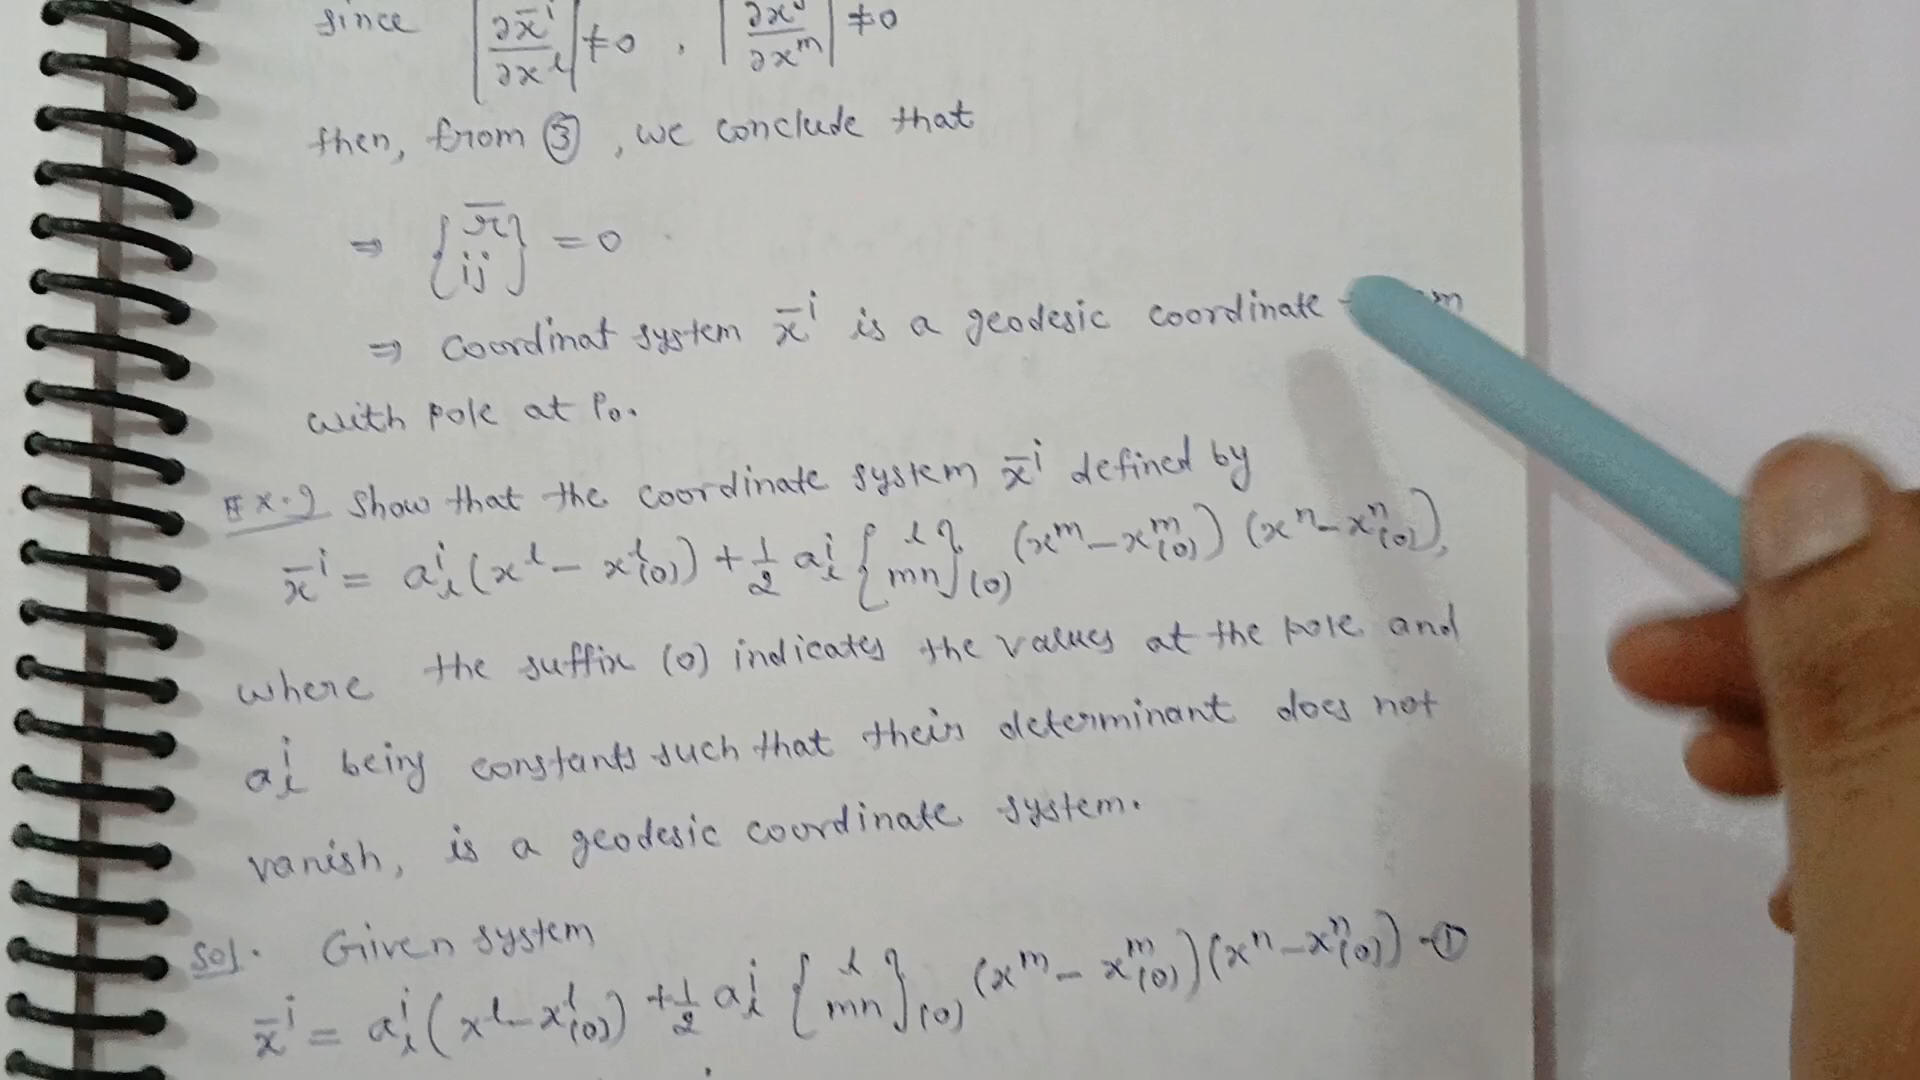 since |∂x̄ⁱ/∂xˡ| ≠0 , |∂xʲ/∂xᵐ| ≠0
then, from ③, we conclude that
⇒ {r̄ ij} =0
⇒ Coordinat system x̄ⁱ is a geodesic coordinate
with pole at P₀.
Ex.9 Show that the coordinate system x̄ⁱ defined by
x̄ⁱ = aⁱₗ(xˡ – xˡ₍₀₎) + ½ aⁱₗ {l mn}₍₀₎ (xᵐ – xᵐ₍₀₎) (xⁿ – xⁿ₍₀₎),
where the suffix (0) indicates the values at the pole and
aⁱₗ being constants such that their determinant does not
vanish, is a geodesic coordinate system.
Sol. Given system
x̄ⁱ = aⁱₗ(xˡ – xˡ₍₀₎) + ½ aⁱₗ {l mn}₍₀₎ (xᵐ – xᵐ₍₀₎)(xⁿ – xⁿ₍₀₎) –①